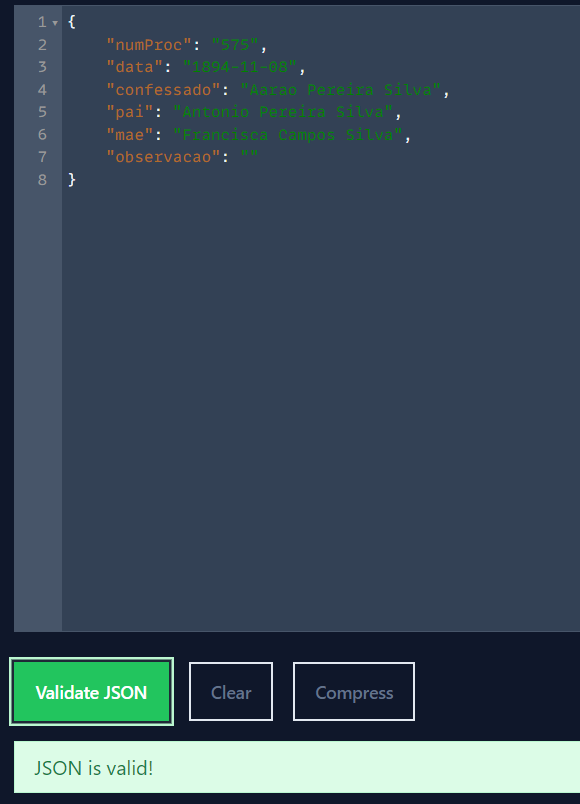 1 {
2 "numProc": "575",
3 "data": "1894-11-08",
4 "confessado": "Aarao Pereira Silva",
5 "pai": "Antonio Pereira Silva",
6 "mae": "Francisca Campos Silva",
7 "observacao": ""
8 }
Validate JSON Clear Compress
JSON is valid!